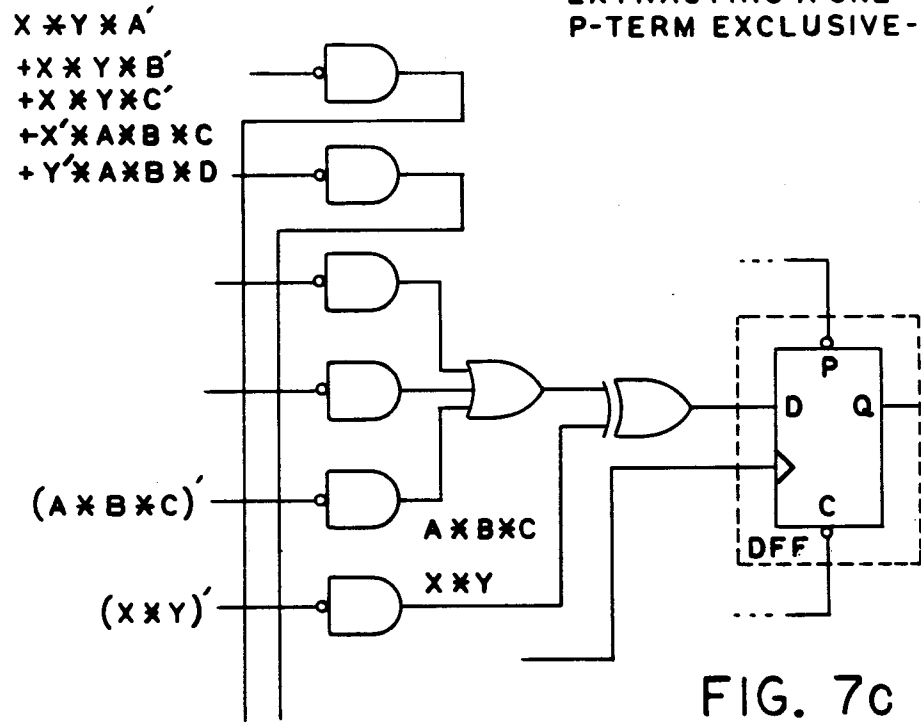 P-TERM EXCLUSIVE-
X*Y*A′
+X*Y*B′
+X*Y*C′
+X′*A*B*C
+Y′*A*B*D
P
D Q
C
DFF
(A*B*C)′
A*B*C
X*Y
(X*Y)′
FIG. 7c